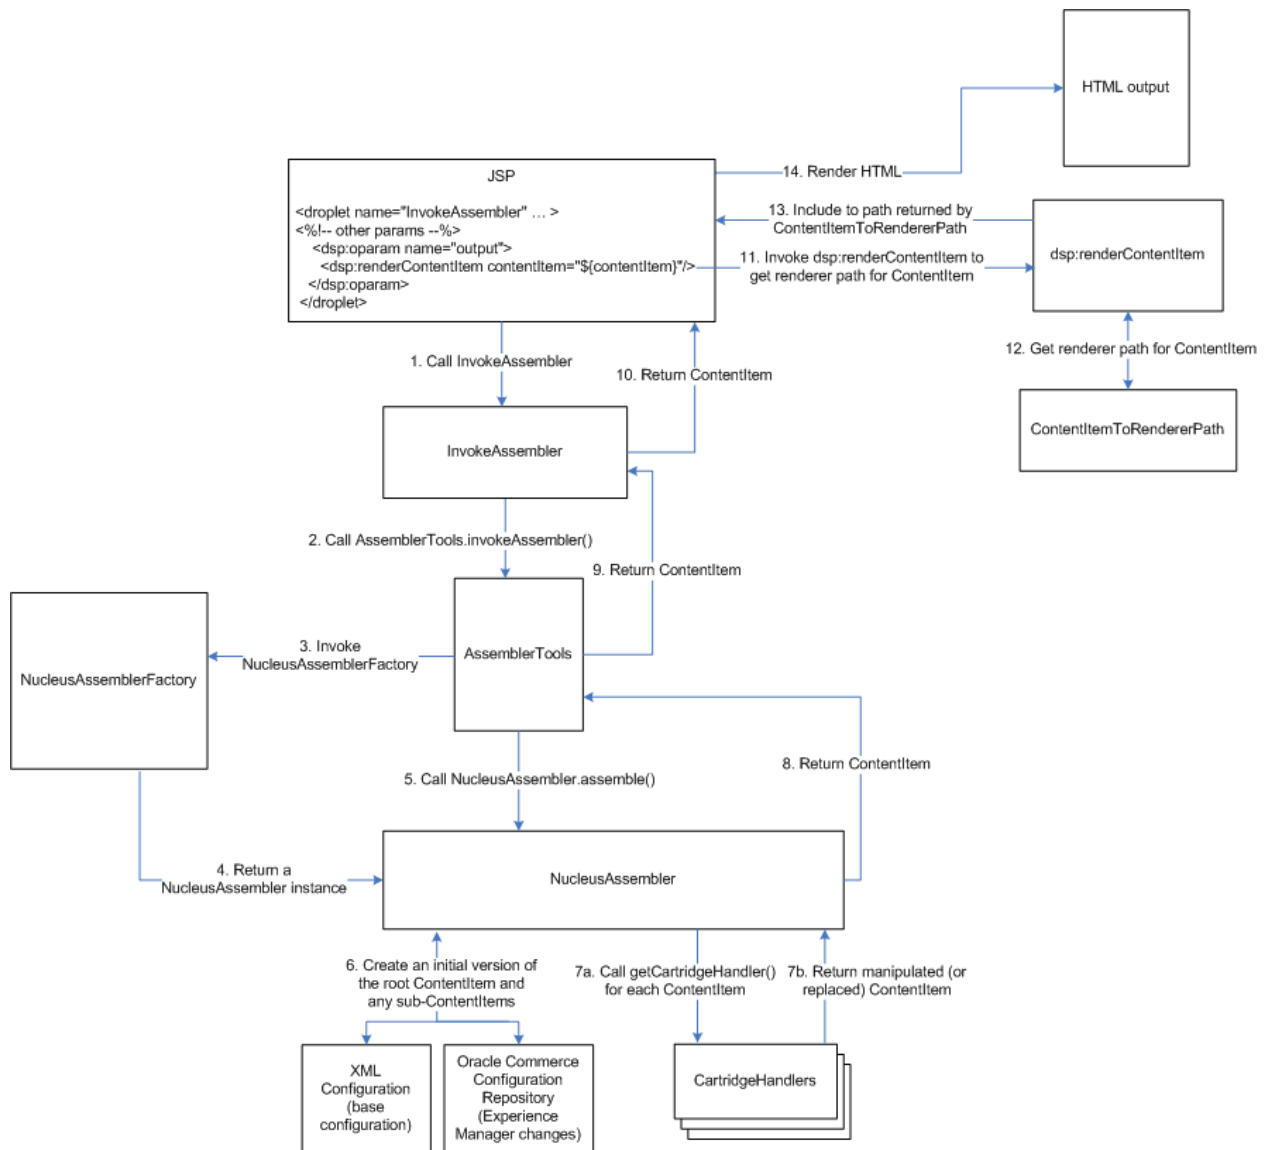 HTML output
JSP
14. Render HTML
<droplet name="InvokeAssembler" ... >
<%!-- other params --%>
<dsp:oparam name="output">
<dsp:renderContentItem contentItem="${contentItem}"/>
</dsp:oparam>
</droplet>
13. Include to path returned by
ContentItemToRendererPath
11. Invoke dsp:renderContentItem to
get renderer path for ContentItem
dsp:renderContentItem
12. Get renderer path for ContentItem
ContentItemToRendererPath
1. Call InvokeAssembler
10. Return ContentItem
InvokeAssembler
2. Call AssemblerTools.invokeAssembler()
9. Return ContentItem
3. Invoke
NucleusAssemblerFactory
AssemblerTools
NucleusAssemblerFactory
5. Call NucleusAssembler.assemble()
8. Return ContentItem
4. Return a
NucleusAssembler instance
NucleusAssembler
6. Create an initial version of
the root ContentItem and
any sub-ContentItems
7a. Call getCartridgeHandler()
for each ContentItem
7b. Return manipulated (or
replaced) ContentItem
XML
Configuration
(base
configuration)
Oracle Commerce
Configuration
Repository
(Experience
Manager changes)
CartridgeHandlers